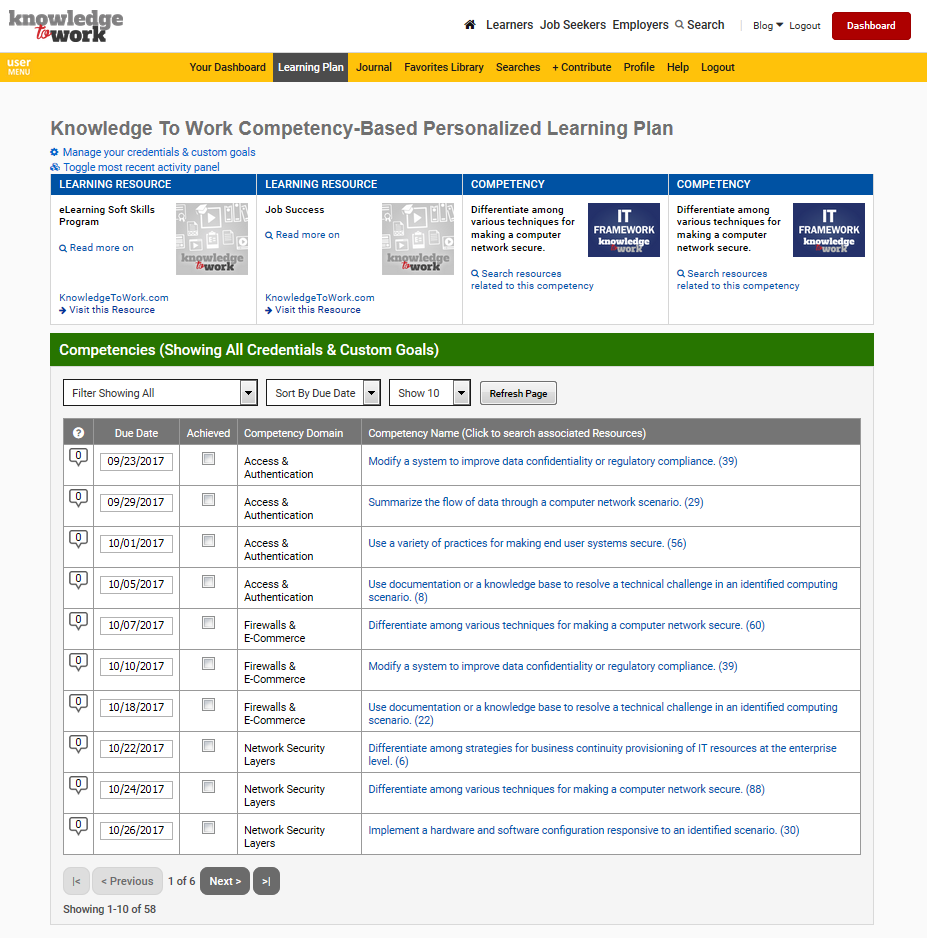 knowledge
to work
Learners Job Seekers Employers Search
Blog Logout Dashboard
user
MENU
Your Dashboard Learning Plan Journal Favorites Library Searches + Contribute Profile Help Logout
Knowledge To Work Competency-Based Personalized Learning Plan
Manage your credentials & custom goals
Toggle most recent activity panel
LEARNING RESOURCE
eLearning Soft Skills
Program
Read more on
KnowledgeToWork.com
Visit this Resource
knowledge
to work
LEARNING RESOURCE
Job Success
Read more on
KnowledgeToWork.com
Visit this Resource
knowledge
to work
COMPETENCY
Differentiate among
various techniques for
making a computer
network secure.
Search resources
related to this competency
IT
FRAMEWORK
knowledge
to work
COMPETENCY
Differentiate among
various techniques for
making a computer
network secure.
Search resources
related to this competency
IT
FRAMEWORK
knowledge
to work
Competencies (Showing All Credentials & Custom Goals)
Filter Showing All Sort By Due Date Show 10 Refresh Page
? Due Date Achieved Competency Domain Competency Name (Click to search associated Resources)
0 09/23/2017 Access & Modify a system to improve data confidentiality or regulatory compliance. (39)
Authentication
0 09/29/2017 Access & Summarize the flow of data through a computer network scenario. (29)
Authentication
0 10/01/2017 Access & Use a variety of practices for making end user systems secure. (56)
Authentication
0 10/05/2017 Access & Use documentation or a knowledge base to resolve a technical challenge in an identified computing
Authentication scenario. (8)
0 10/07/2017 Firewalls & Differentiate among various techniques for making a computer network secure. (60)
E-Commerce
0 10/10/2017 Firewalls & Modify a system to improve data confidentiality or regulatory compliance. (39)
E-Commerce
0 10/18/2017 Firewalls & Use documentation or a knowledge base to resolve a technical challenge in an identified computing
E-Commerce scenario. (22)
0 10/22/2017 Network Security Differentiate among strategies for business continuity provisioning of IT resources at the enterprise
Layers level. (6)
0 10/24/2017 Network Security Differentiate among various techniques for making a computer network secure. (88)
Layers
0 10/26/2017 Network Security Implement a hardware and software configuration responsive to an identified scenario. (30)
Layers
|< < Previous 1 of 6 Next > >|
Showing 1-10 of 58